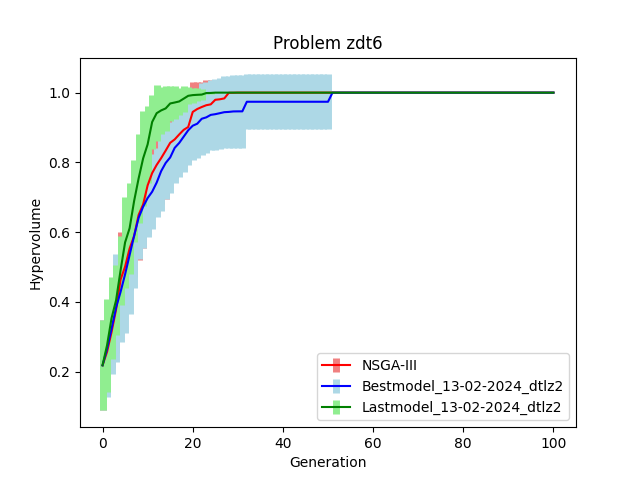 Problem zdt6
1.0
0.8
0.6
0.4
0.2
Hypervolume
NSGA-III
Bestmodel_13-02-2024_dtlz2
Lastmodel_13-02-2024_dtlz2
0 20 40 60 80 100
Generation